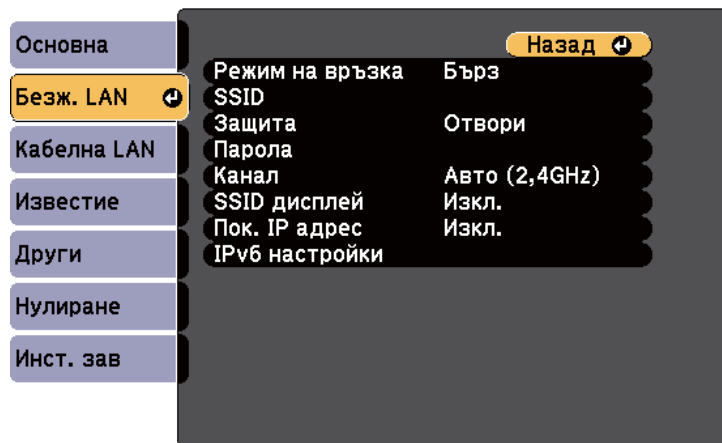 Основна
Безж. LAN
Кабелна LAN
Известие
Други
Нулиране
Инст. зав
Назад
Режим на връзка Бърз
SSID
Защита Отвори
Парола
Канал Авто (2,4GHz)
SSID дисплей Изкл.
Пок. IP адрес Изкл.
IPv6 настройки